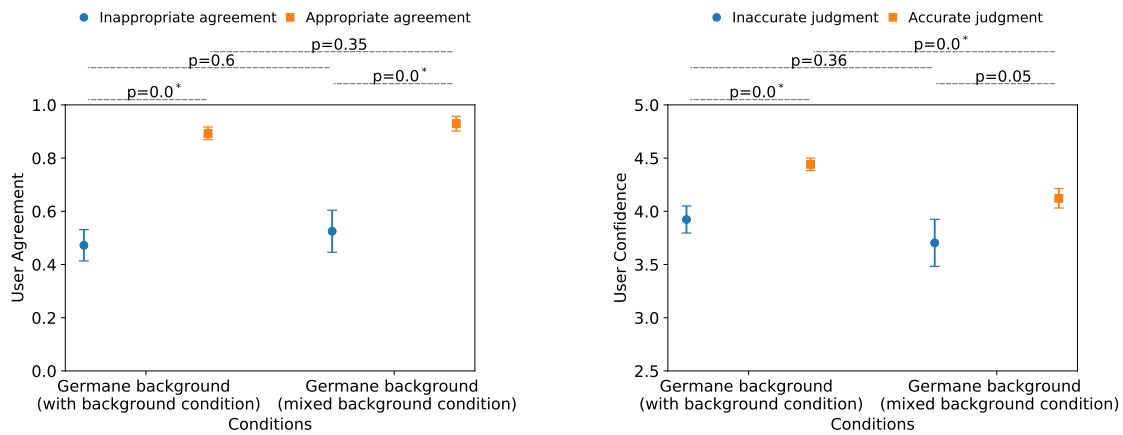 Inappropriate agreement
Appropriate agreement
p=0.35
p=0.6
p=0.0*
p=0.0*
1.0
0.8
0.6
0.4
0.2
0.0
User Agreement
Germane background
(with background condition)
Germane background
(mixed background condition)
Conditions
Inaccurate judgment
Accurate judgment
p=0.0*
p=0.36
p=0.05
p=0.0*
5.0
4.5
4.0
3.5
3.0
2.5
User Confidence
Germane background
(with background condition)
Germane background
(mixed background condition)
Conditions